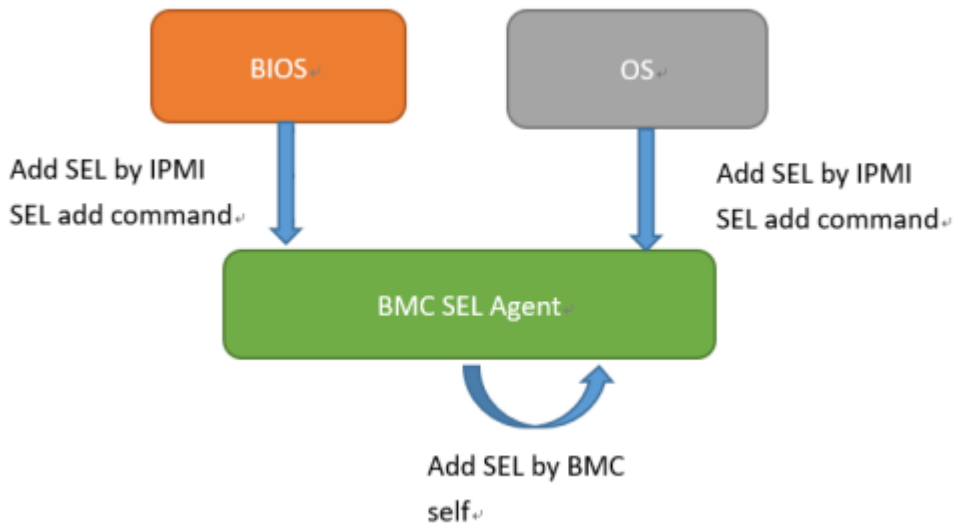 BIOS
OS
Add SEL by IPMI
SEL add command
Add SEL by IPMI
SEL add command
BMC SEL Agent
Add SEL by BMC
self